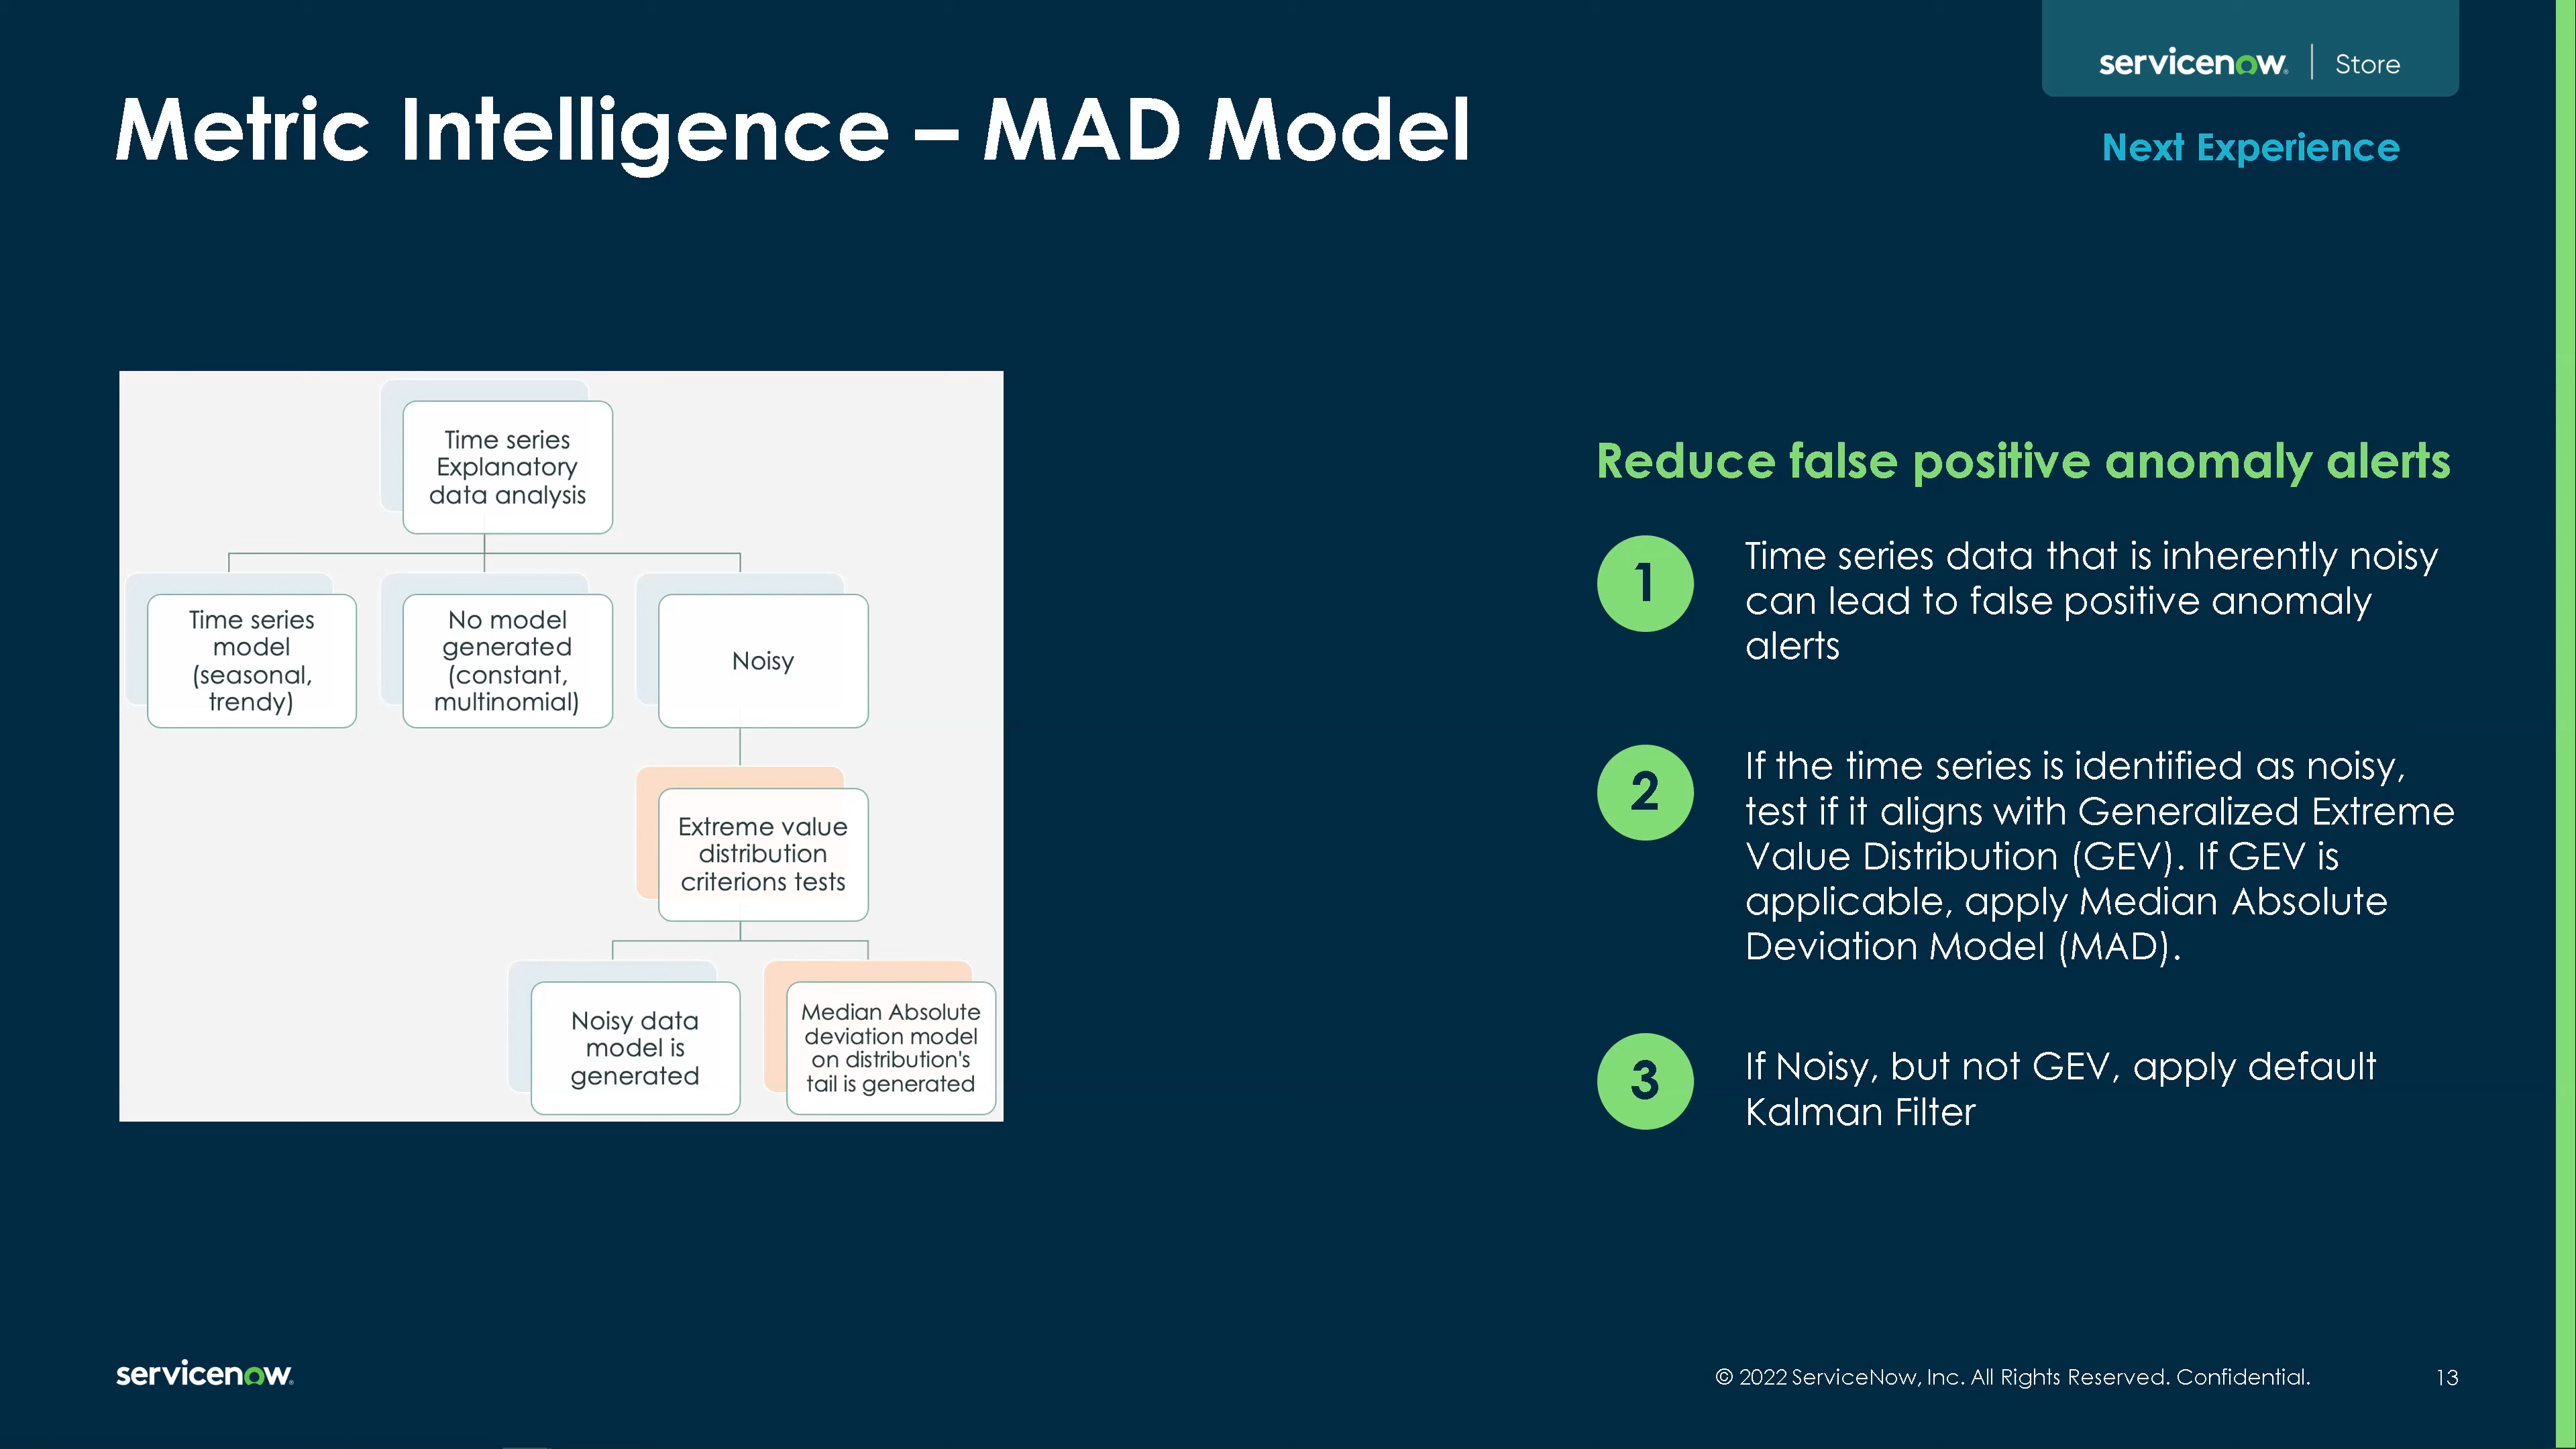 servicenow | Store
Metric Intelligence – MAD Model
Next Experience
Time series
Explanatory
data analysis
Time series
model
(seasonal,
trendy)
No model
generated
(constant,
multinomial)
Noisy
Extreme value
distribution
criterions tests
Noisy data
model is
generated
Median Absolute
deviation model
on distribution's
tail is generated
Reduce false positive anomaly alerts
1
Time series data that is inherently noisy
can lead to false positive anomaly
alerts
2
If the time series is identified as noisy,
test if it aligns with Generalized Extreme
Value Distribution (GEV). If GEV is
applicable, apply Median Absolute
Deviation Model (MAD).
3
If Noisy, but not GEV, apply default
Kalman Filter
servicenow
© 2022 ServiceNow, Inc. All Rights Reserved. Confidential.
13